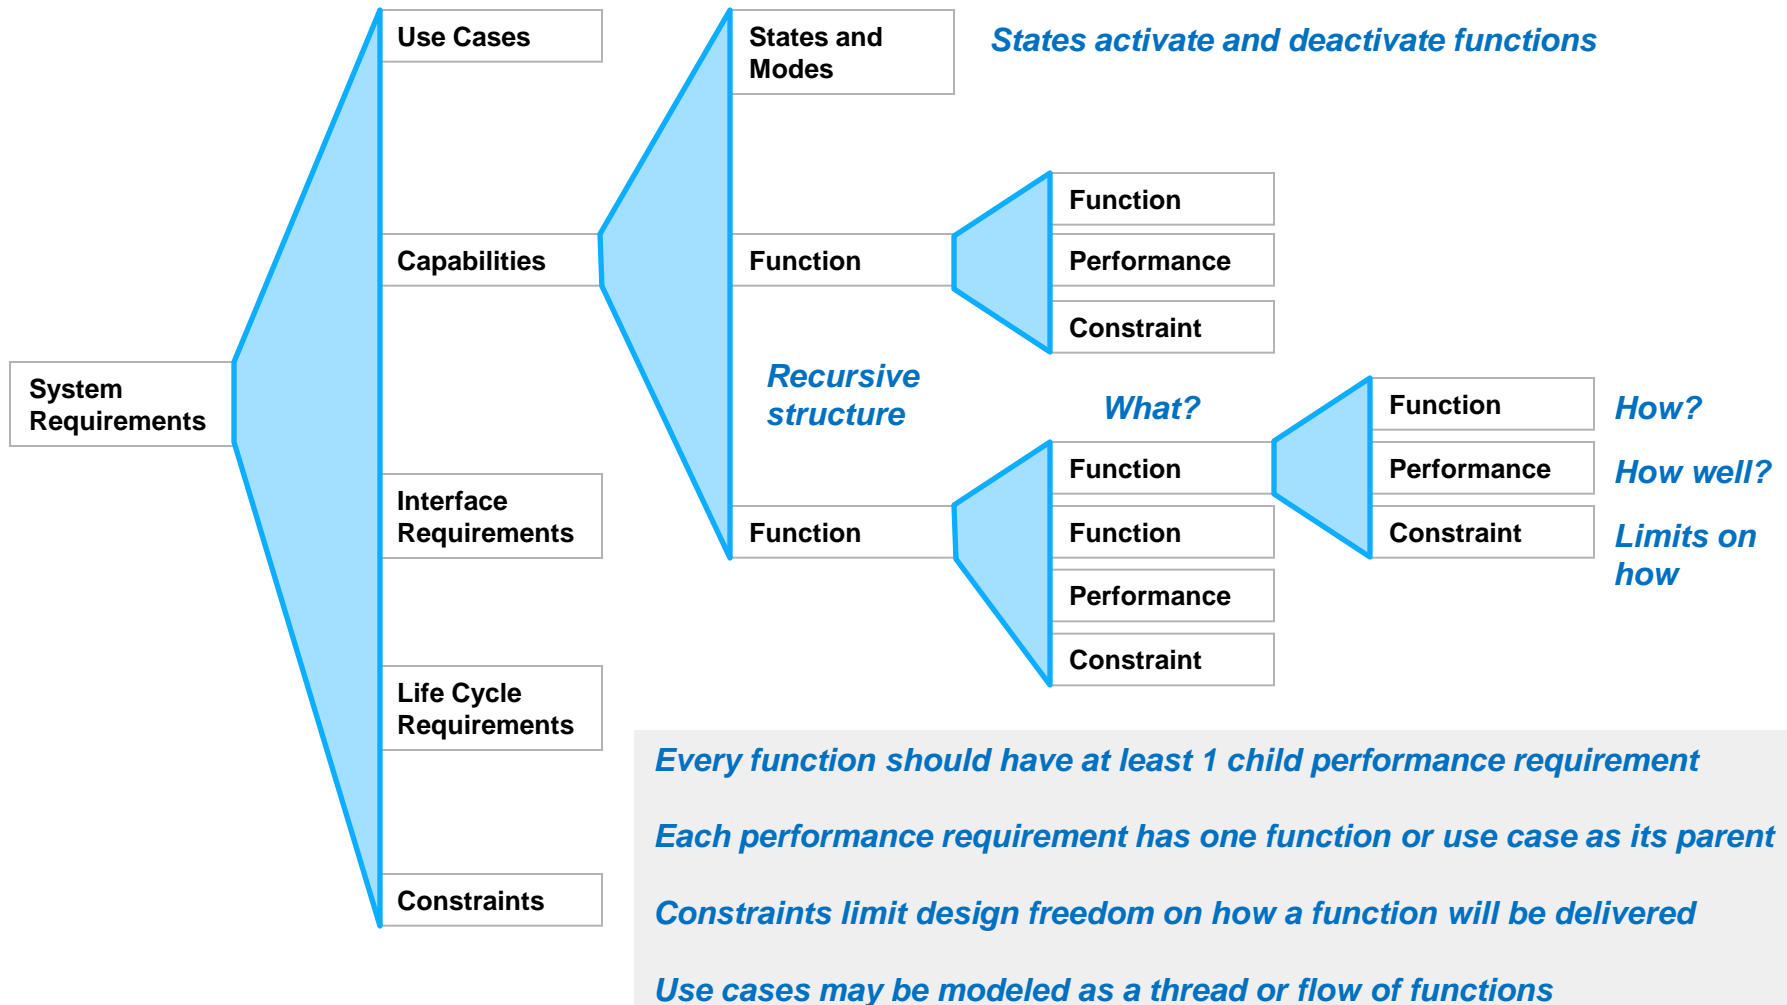 Use Cases
States and
Modes
States activate and deactivate functions
Function
Capabilities
Function
Performance
Constraint
System
Requirements
Recursive
structure
What?
Function
How?
Function
Performance
How well?
Interface
Requirements
Function
Function
Constraint
Limits on
how
Performance
Constraint
Life Cycle
Requirements
Every function should have at least 1 child performance requirement
Each performance requirement has one function or use case as its parent
Constraints
Constraints limit design freedom on how a function will be delivered
Use cases may be modeled as a thread or flow of functions